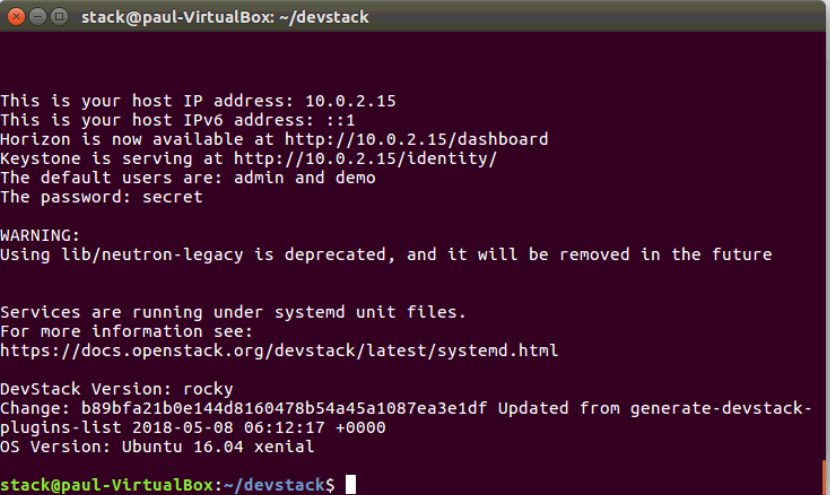 stack@paul-VirtualBox: ~/devstack
This is your host IP address: 10.0.2.15
This is your host IPv6 address: ::1
Horizon is now available at http://10.0.2.15/dashboard
Keystone is serving at http://10.0.2.15/identity/
The default users are: admin and demo
The password: secret
WARNING:
Using lib/neutron-legacy is deprecated, and it will be removed in the future
Services are running under systemd unit files.
For more information see:
https://docs.openstack.org/devstack/latest/systemd.html
DevStack Version: rocky
Change: b89bfa21b0e144d8160478b54a45a1087ea3e1df Updated from generate-devstack-
plugins-list 2018-05-08 06:12:17 +0000
OS Version: Ubuntu 16.04 xenial
stack@paul-VirtualBox:~/devstack$